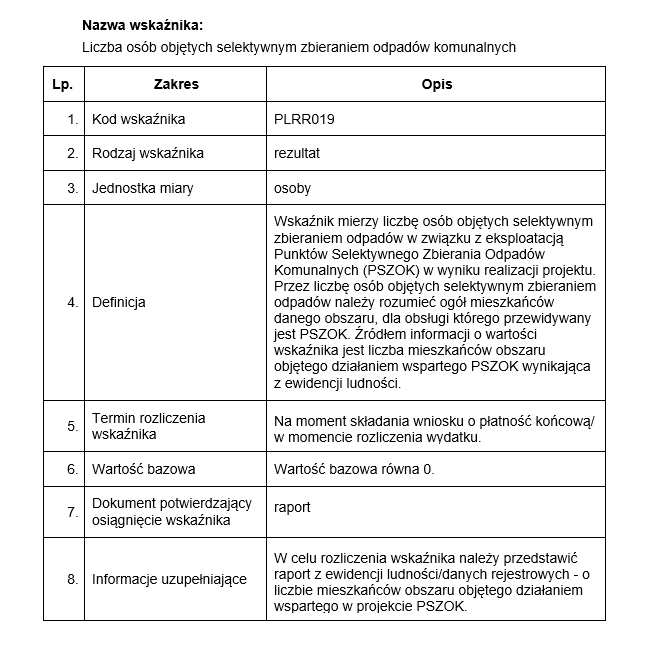 Nazwa wskaźnika:
Liczba osób objętych selektywnym zbieraniem odpadów komunalnych
Lp. Zakres Opis
1. Kod wskaźnika PLRR019
2. Rodzaj wskaźnika rezultat
3. Jednostka miary osoby
4. Definicja
Wskaźnik mierzy liczbę osób objętych selektywnym
zbieraniem odpadów w związku z eksploatacją
Punktów Selektywnego Zbierania Odpadów
Komunalnych (PSZOK) w wyniku realizacji projektu.
Przez liczbę osób objętych selektywnym zbieraniem
odpadów należy rozumieć ogół mieszkańców
danego obszaru, dla obsługi którego przewidywany
jest PSZOK. Źródłem informacji o wartości
wskaźnika jest liczba mieszkańców obszaru
objętego działaniem wspartego PSZOK wynikająca
z ewidencji ludności.
5. Termin rozliczenia
wskaźnika
Na moment składania wniosku o płatność końcową/
w momencie rozliczenia wydatku.
6. Wartość bazowa Wartość bazowa równa 0.
7. Dokument potwierdzający
osiągnięcie wskaźnika
raport
8. Informacje uzupełniające
W celu rozliczenia wskaźnika należy przedstawić
raport z ewidencji ludności/danych rejestrowych - o
liczbie mieszkańców obszaru objętego działaniem
wspartego w projekcie PSZOK.